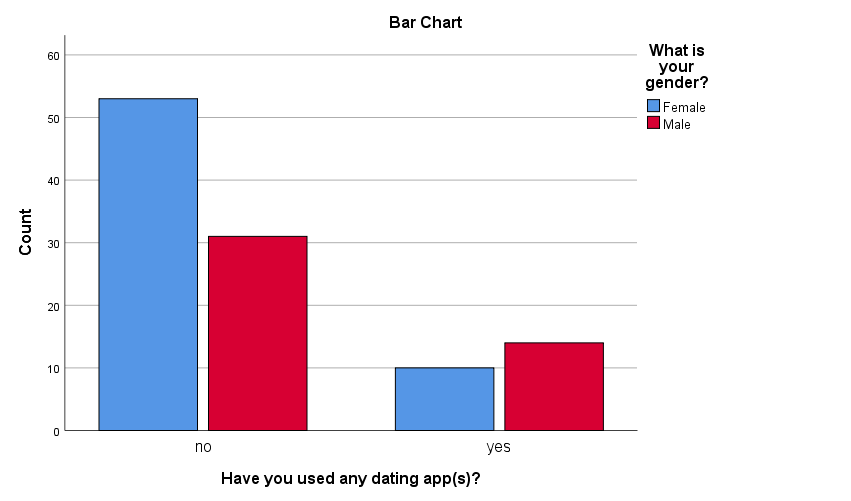 Bar Chart
What is
your
gender?
Female
Male
Count
60
50
40
30
20
10
0
no
yes
Have you used any dating app(s)?